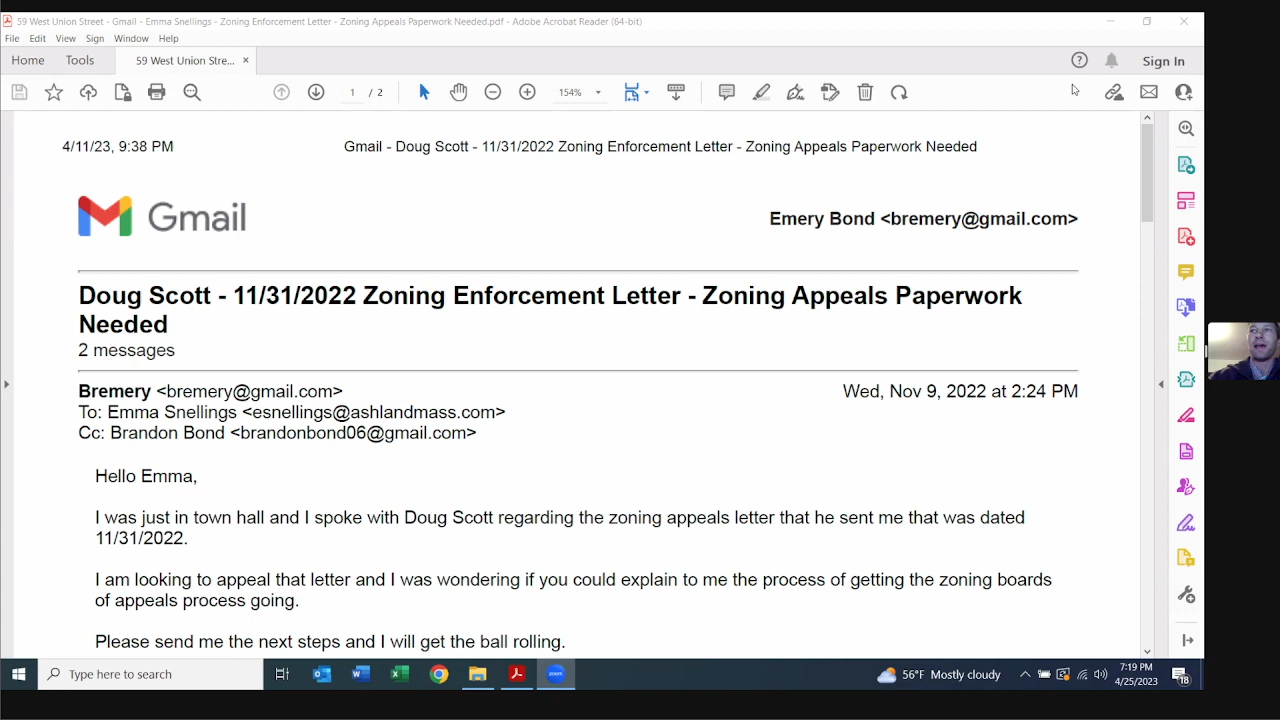 59 West Union Street - Gmail - Emma Snellings - Zoning Enforcement Letter - Zoning Appeals Paperwork Needed.pdf - Adobe Acrobat Reader (64-bit)
File Edit View Sign Window Help
Home Tools 59 West Union Stre... × Sign In
1 / 2 154%
4/11/23, 9:38 PM Gmail - Doug Scott - 11/31/2022 Zoning Enforcement Letter - Zoning Appeals Paperwork Needed
Gmail
Emery Bond <bremery@gmail.com>
Doug Scott - 11/31/2022 Zoning Enforcement Letter - Zoning Appeals Paperwork
Needed
2 messages
Bremery <bremery@gmail.com> Wed, Nov 9, 2022 at 2:24 PM
To: Emma Snellings <esnellings@ashlandmass.com>
Cc: Brandon Bond <brandonbond06@gmail.com>
Hello Emma,
I was just in town hall and I spoke with Doug Scott regarding the zoning appeals letter that he sent me that was dated
11/31/2022.
I am looking to appeal that letter and I was wondering if you could explain to me the process of getting the zoning boards
of appeals process going.
Please send me the next steps and I will get the ball rolling.
Type here to search
zoom
56°F Mostly cloudy
7:19 PM
4/25/2023
18